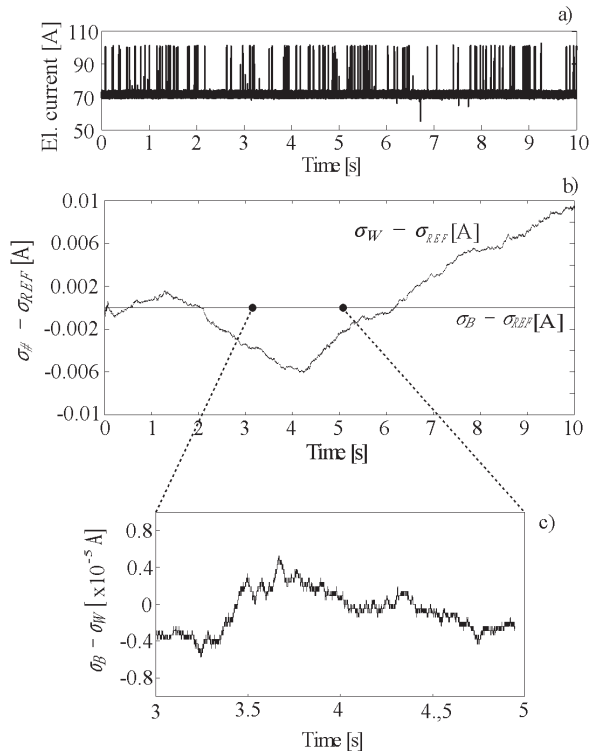 a)
El. current [A]
110
90
70
50
0 1 2 3 4 5 6 7 8 9 10
Time [s]
b)
σ# − σREF [A]
0.01
0.006
0.002
-0.002
-0.006
-0.01
σW − σREF [A]
σB − σREF [A]
0 1 2 3 4 5 6 7 8 9 10
Time [s]
c)
σB − σW [ x10⁻⁵ A]
0.8
0.4
0
-0.4
-0.8
3 3.5 4 4.,5 5
Time [s]